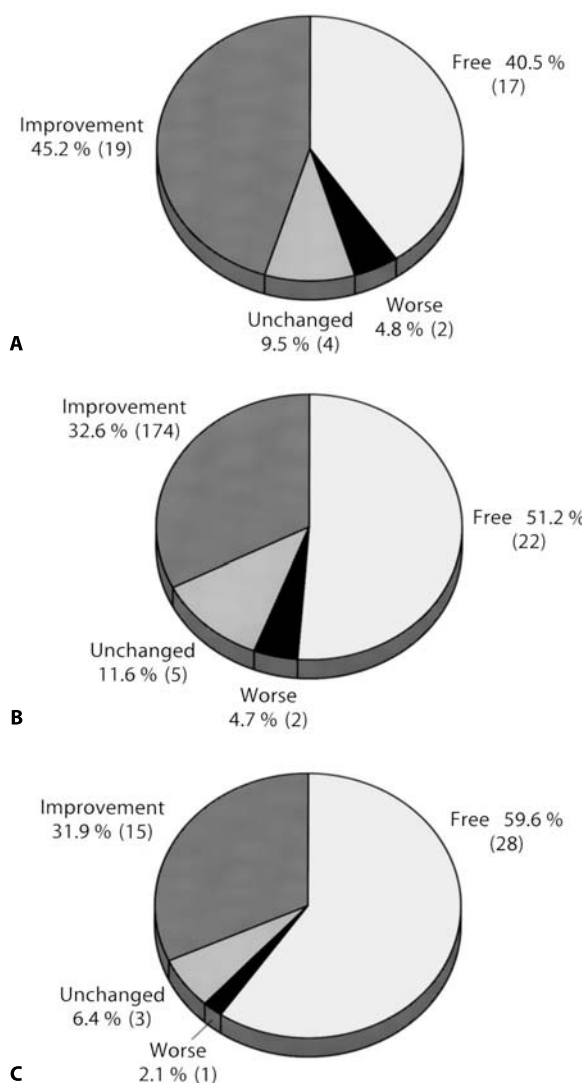 Free 40.5 %
(17)
Improvement
45.2 % (19)
Worse
4.8 % (2)
Unchanged
9.5 % (4)
A
Improvement
32.6 % (174)
Free 51.2 %
(22)
Unchanged
11.6 % (5)
Worse
4.7 % (2)
B
Improvement
31.9 % (15)
Free 59.6 %
(28)
Unchanged
6.4 % (3)
Worse
2.1 % (1)
C